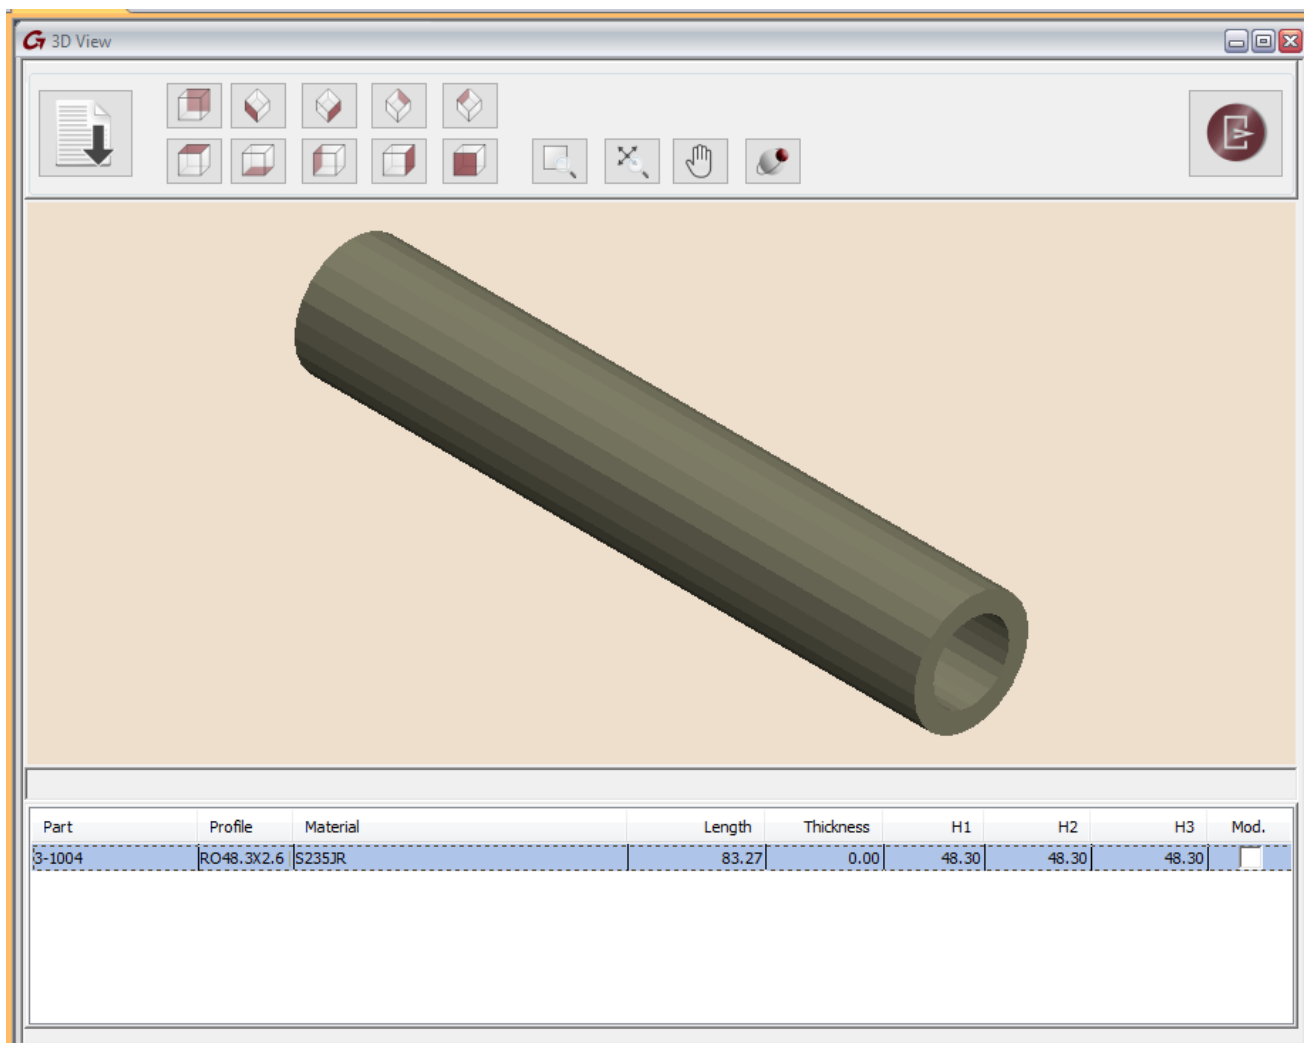 3D View
Part Profile Material Length Thickness H1 H2 H3 Mod.
3-1004 RO48.3X2.6 S235JR 83.27 0.00 48.30 48.30 48.30